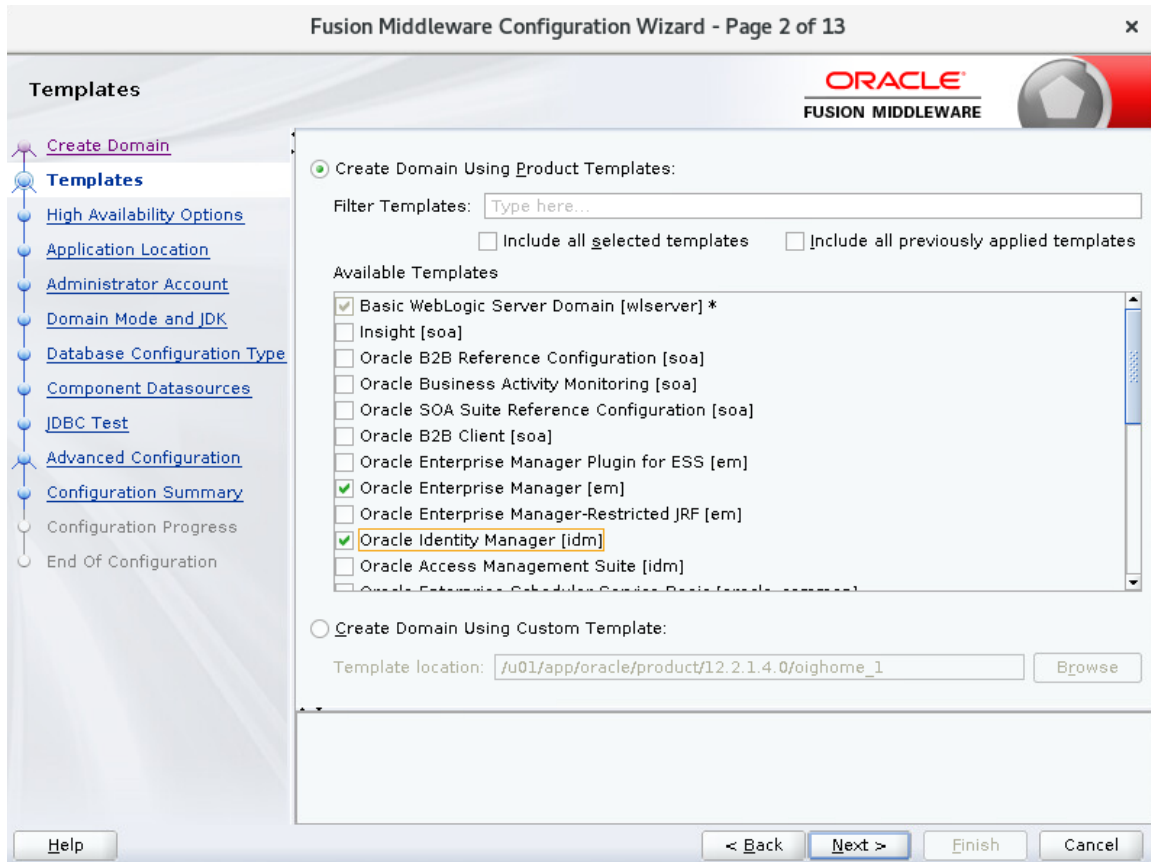 Fusion Middleware Configuration Wizard - Page 2 of 13
Templates
ORACLE
FUSION MIDDLEWARE
Create Domain
Templates
High Availability Options
Application Location
Administrator Account
Domain Mode and JDK
Database Configuration Type
Component Datasources
JDBC Test
Advanced Configuration
Configuration Summary
Configuration Progress
End Of Configuration
Create Domain Using Product Templates:
Filter Templates: Type here...
Include all selected templates Include all previously applied templates
Available Templates
Basic WebLogic Server Domain [wlserver] *
Insight [soa]
Oracle B2B Reference Configuration [soa]
Oracle Business Activity Monitoring [soa]
Oracle SOA Suite Reference Configuration [soa]
Oracle B2B Client [soa]
Oracle Enterprise Manager Plugin for ESS [em]
Oracle Enterprise Manager [em]
Oracle Enterprise Manager-Restricted JRF [em]
Oracle Identity Manager [idm]
Oracle Access Management Suite [idm]
Oracle Enterprise Scheduler Service Basic [oracle_common]
Create Domain Using Custom Template:
Template location: /u01/app/oracle/product/12.2.1.4.0/oighome_1 Browse
Help < Back Next > Finish Cancel